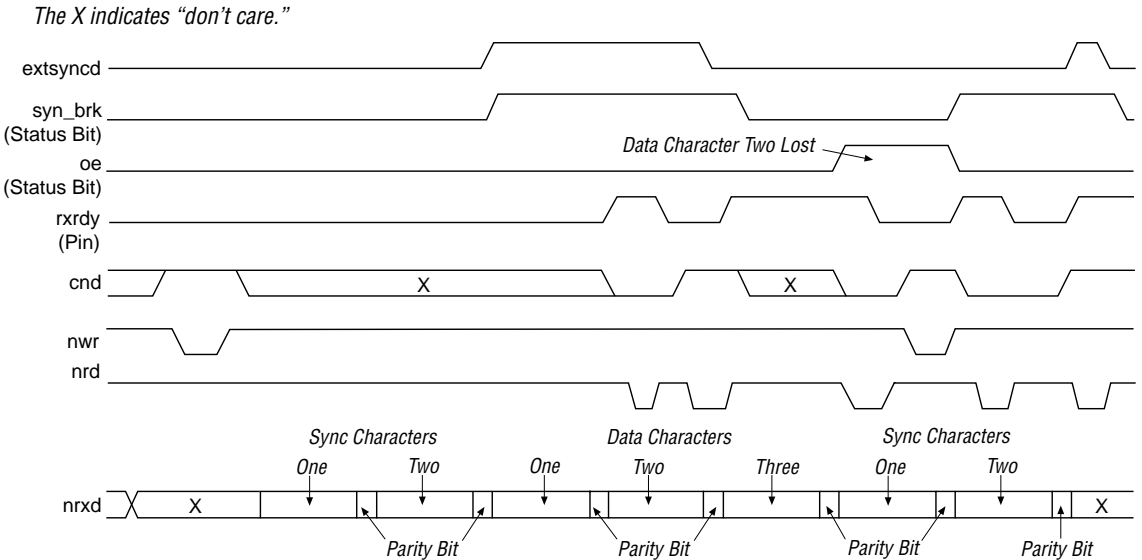 The X indicates “don’t care.”
extsyncd
syn_brk
(Status Bit)
Data Character Two Lost
oe
(Status Bit)
rxrdy
(Pin)
cnd
X
X
nwr
nrd
Sync Characters
Data Characters
Sync Characters
One
Two
One
Two
Three
One
Two
nrxd
X
X
Parity Bit
Parity Bit
Parity Bit
Parity Bit